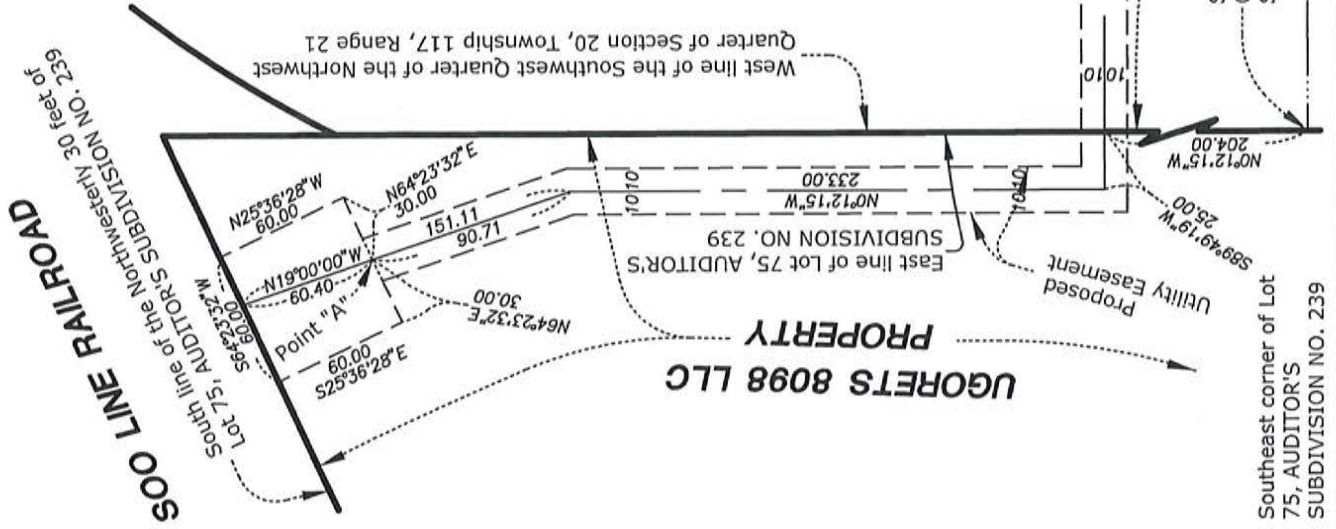 SOO LINE RAILROAD
South line of the Northwesterly 30 feet of
Lot 75, AUDITOR'S SUBDIVISION NO. 239
West line of the Southwest Quarter of the Northwest
Quarter of Section 20, Township 117, Range 21
N25°36'28"W
60.00
N64°23'32"E
30.00
S64°23'32"W
60.00
N19°00'00"W
60.40
Point "A"
151.11
90.71
60.00
S25°36'28"E
N64°23'32"E
30.00
1010
1010
1010
N0°12'15"W
233.00
N0°12'15"W
204.00
S89°49'19"W
25.00
East line of Lot 75, AUDITOR'S
SUBDIVISION NO. 239
Proposed
Utility Easement
UGORETS 8098 LLC
PROPERTY
Southeast corner of Lot
75, AUDITOR'S
SUBDIVISION NO. 239